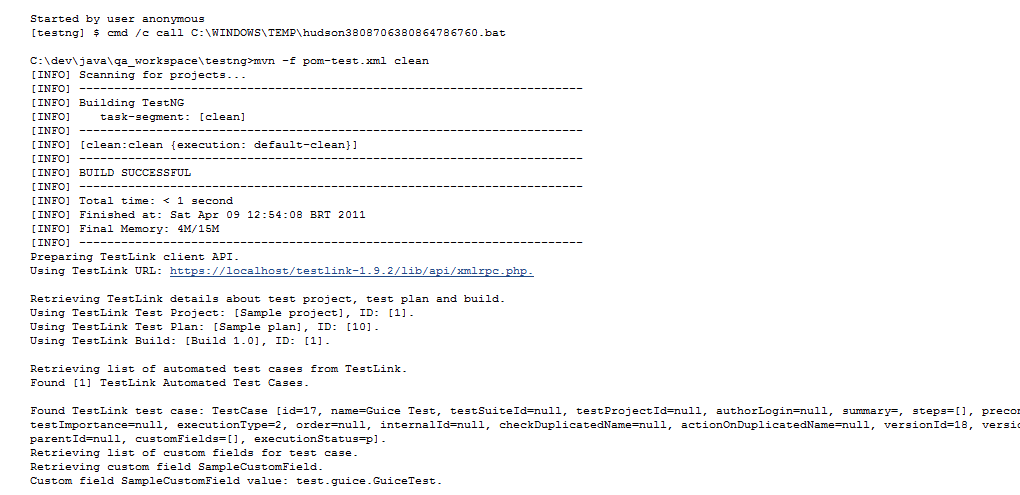 Started by user anonymous
[testng] $ cmd /c call C:\WINDOWS\TEMP\hudson3808706380864786760.bat
C:\dev\java\qa_workspace\testng>mvn -f pom-test.xml clean
[INFO] Scanning for projects...
[INFO] ------------------------------------------------------------------------
[INFO] Building TestNG
[INFO]    task-segment: [clean]
[INFO] ------------------------------------------------------------------------
[INFO] [clean:clean {execution: default-clean}]
[INFO] ------------------------------------------------------------------------
[INFO] BUILD SUCCESSFUL
[INFO] ------------------------------------------------------------------------
[INFO] Total time: < 1 second
[INFO] Finished at: Sat Apr 09 12:54:08 BRT 2011
[INFO] Final Memory: 4M/15M
[INFO] ------------------------------------------------------------------------
Preparing TestLink client API.
Using TestLink URL: https://localhost/testlink-1.9.2/lib/api/xmlrpc.php.
Retrieving TestLink details about test project, test plan and build.
Using TestLink Test Project: [Sample project], ID: [1].
Using TestLink Test Plan: [Sample plan], ID: [10].
Using TestLink Build: [Build 1.0], ID: [1].
Retrieving list of automated test cases from TestLink.
Found [1] TestLink Automated Test Cases.
Found TestLink test case: TestCase [id=17, name=Guice Test, testSuiteId=null, testProjectId=null, authorLogin=null, summary=, steps=[], precon
testImportance=null, executionType=2, order=null, internalId=null, checkDuplicatedName=null, actionOnDuplicatedName=null, versionId=18, versio
parentId=null, customFields=[], executionStatus=p].
Retrieving list of custom fields for test case.
Retrieving custom field SampleCustomField.
Custom field SampleCustomField value: test.guice.GuiceTest.